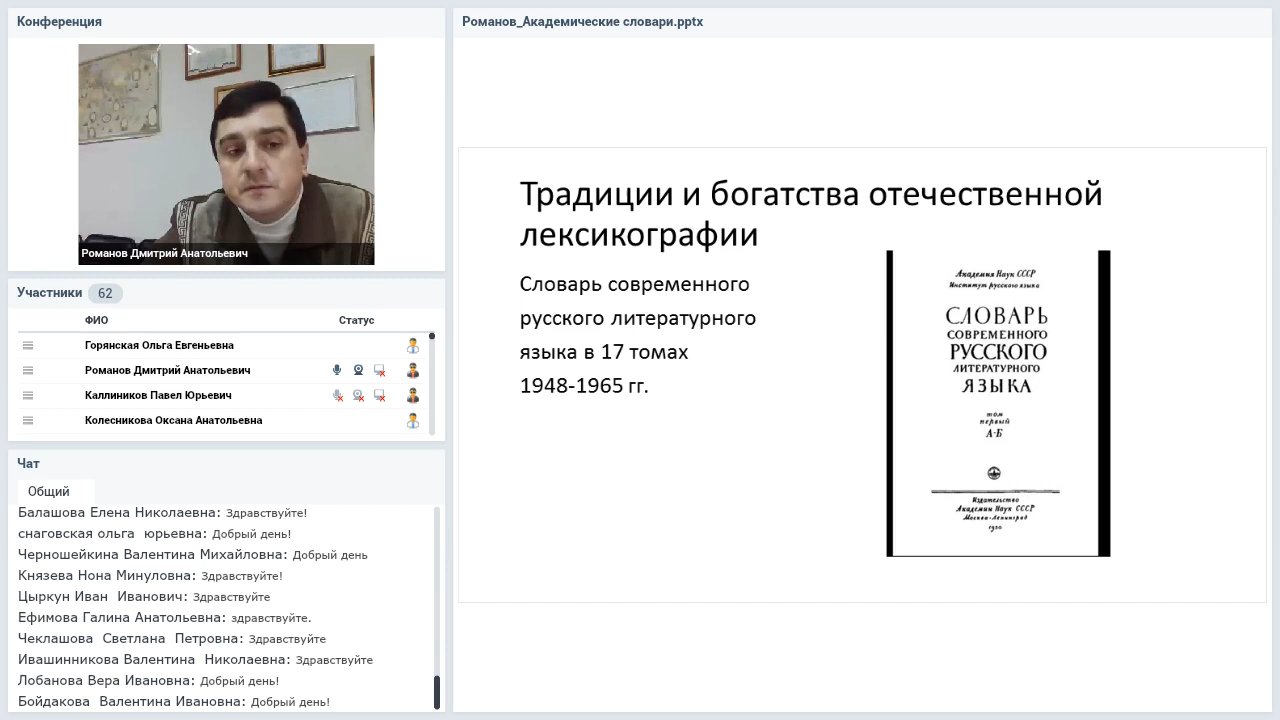 Конференция
Романов Дмитрий Анатольевич
Участники 62
ФИО Статус
Горянская Ольга Евгеньевна
Романов Дмитрий Анатольевич
Каллиников Павел Юрьевич
Колесникова Оксана Анатольевна
Чат
Общий
Балашова Елена Николаевна: Здравствуйте!
снаговская ольга юрьевна: Добрый день!
Черношейкина Валентина Михайловна: Добрый день
Князева Нона Минуловна: Здравствуйте!
Цыркун Иван Иванович: Здравствуйте
Ефимова Галина Анатольевна: здравствуйте.
Чеклашова Светлана Петровна: Здравствуйте
Ивашинникова Валентина Николаевна: Здравствуйте
Лобанова Вера Ивановна: Добрый день!
Бойдакова Валентина Ивановна: Добрый день!
Романов_Академические словари.pptx
Традиции и богатства отечественной
лексикографии
Словарь современного
русского литературного
языка в 17 томах
1948-1965 гг.
Академия Наук СССР
Институт русского языка
СЛОВАРЬ
СОВРЕМЕННОГО
РУССКОГО
ЛИТЕРАТУРНОГО
ЯЗЫКА
том
первый
А-Б
Издательство
Академии Наук СССР
Москва-Ленинград
1950